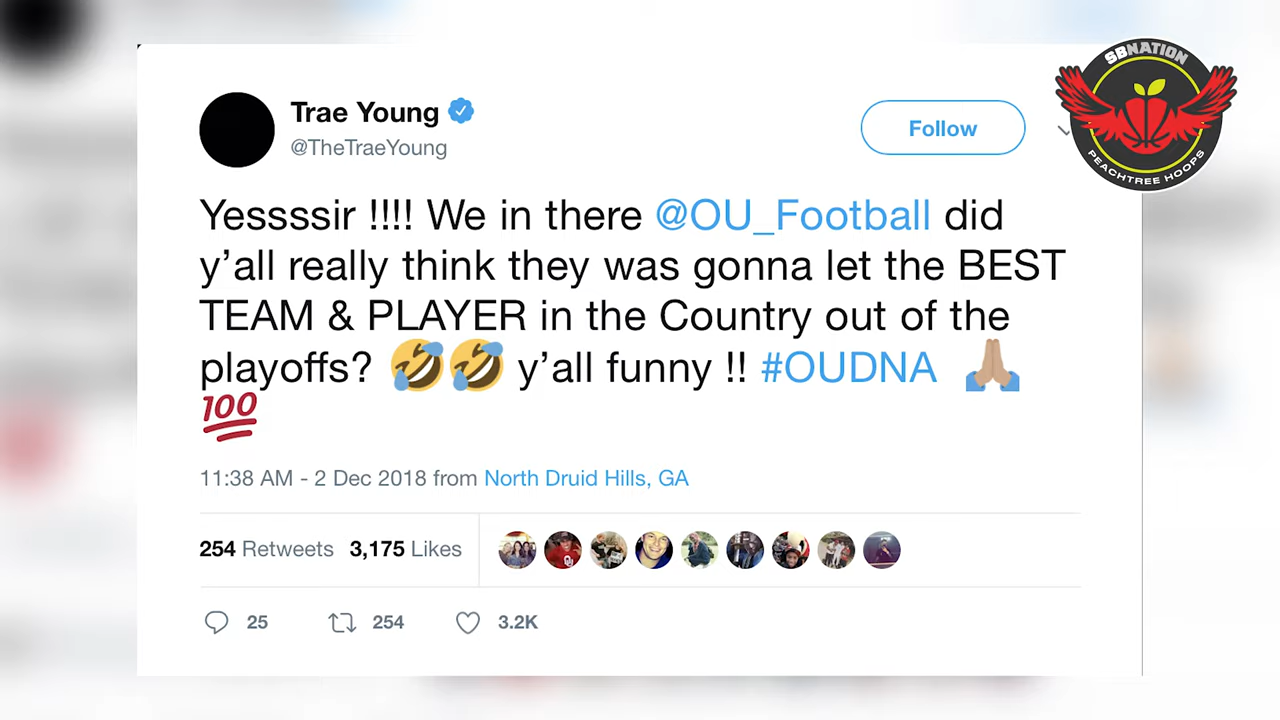 SBNATION
PEACHTREE HOOPS
Trae Young
@TheTraeYoung
Follow
Yesssssir !!!! We in there @OU_Football did
y’all really think they was gonna let the BEST
TEAM & PLAYER in the Country out of the
playoffs? 🤣🤣 y’all funny !! #OUDNA 🙏🏽
💯
11:38 AM - 2 Dec 2018 from North Druid Hills, GA
254 Retweets 3,175 Likes
25 254 3.2K